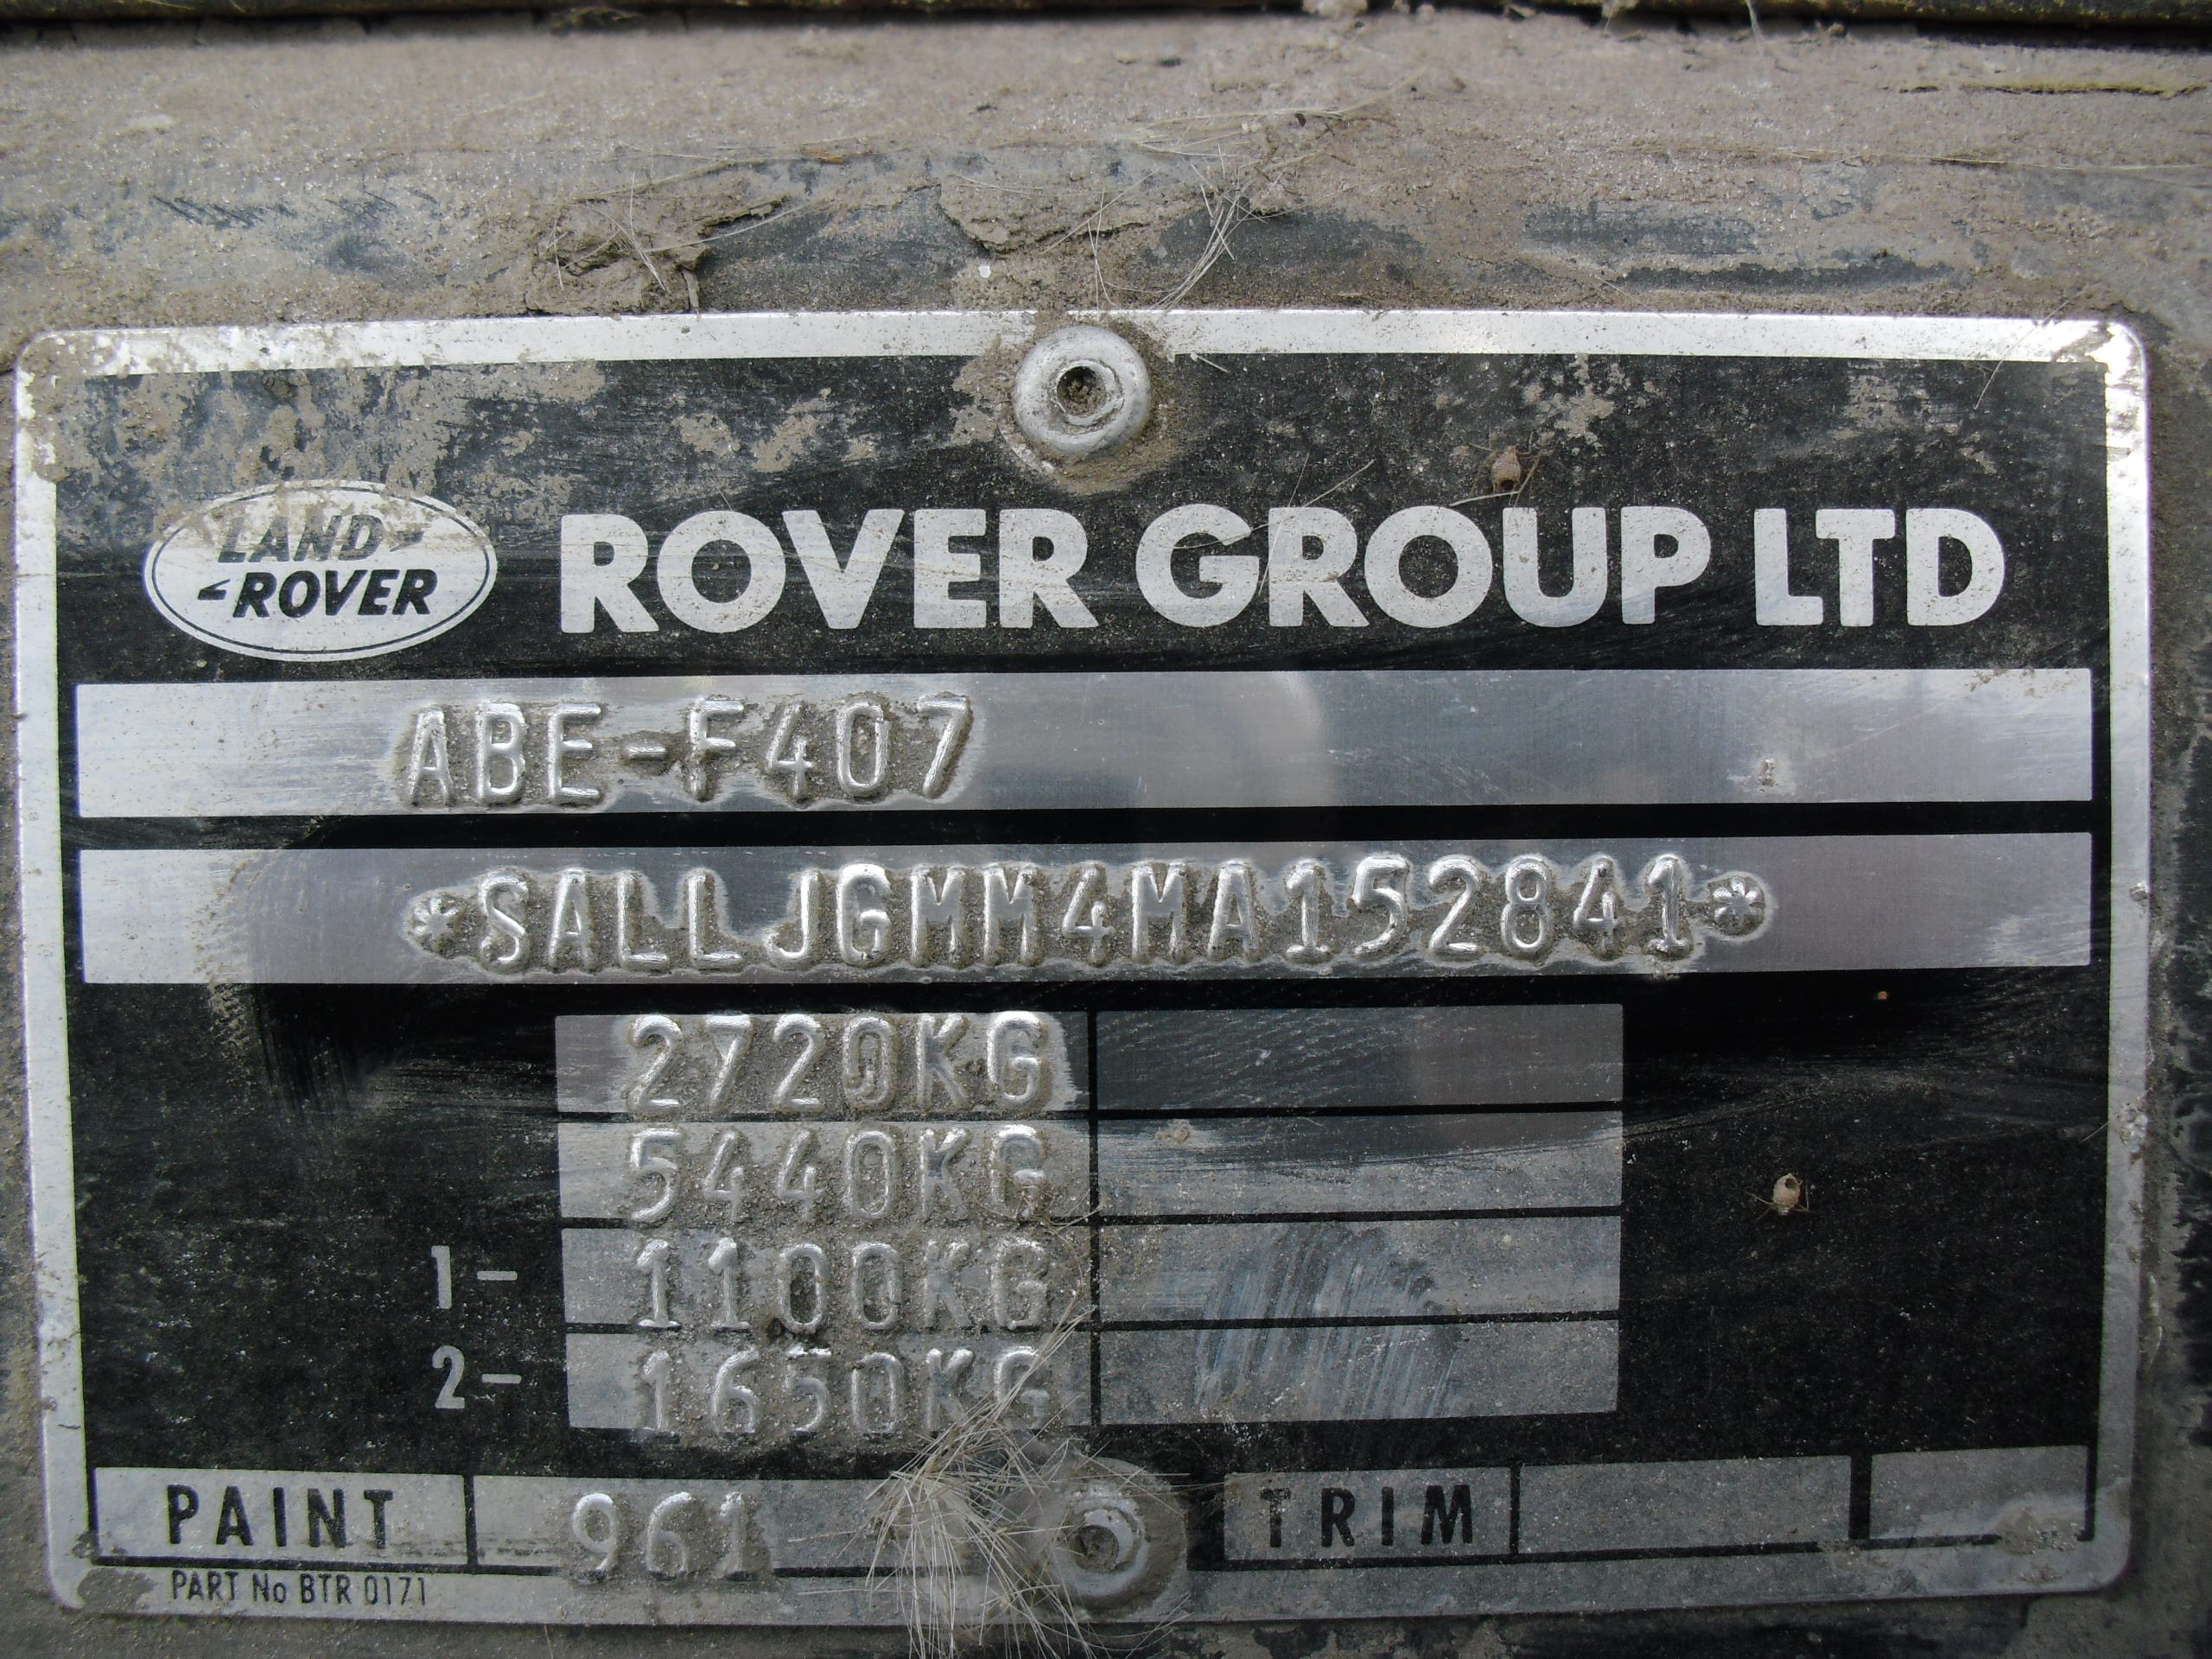 LAND
ROVER
ROVER GROUP LTD
ABE-F407
*SALLJGMM4MA152841*
2720KG
5440KG
1- 1100KG
2- 1650KG
PAINT 961 TRIM
PART No BTR 0171